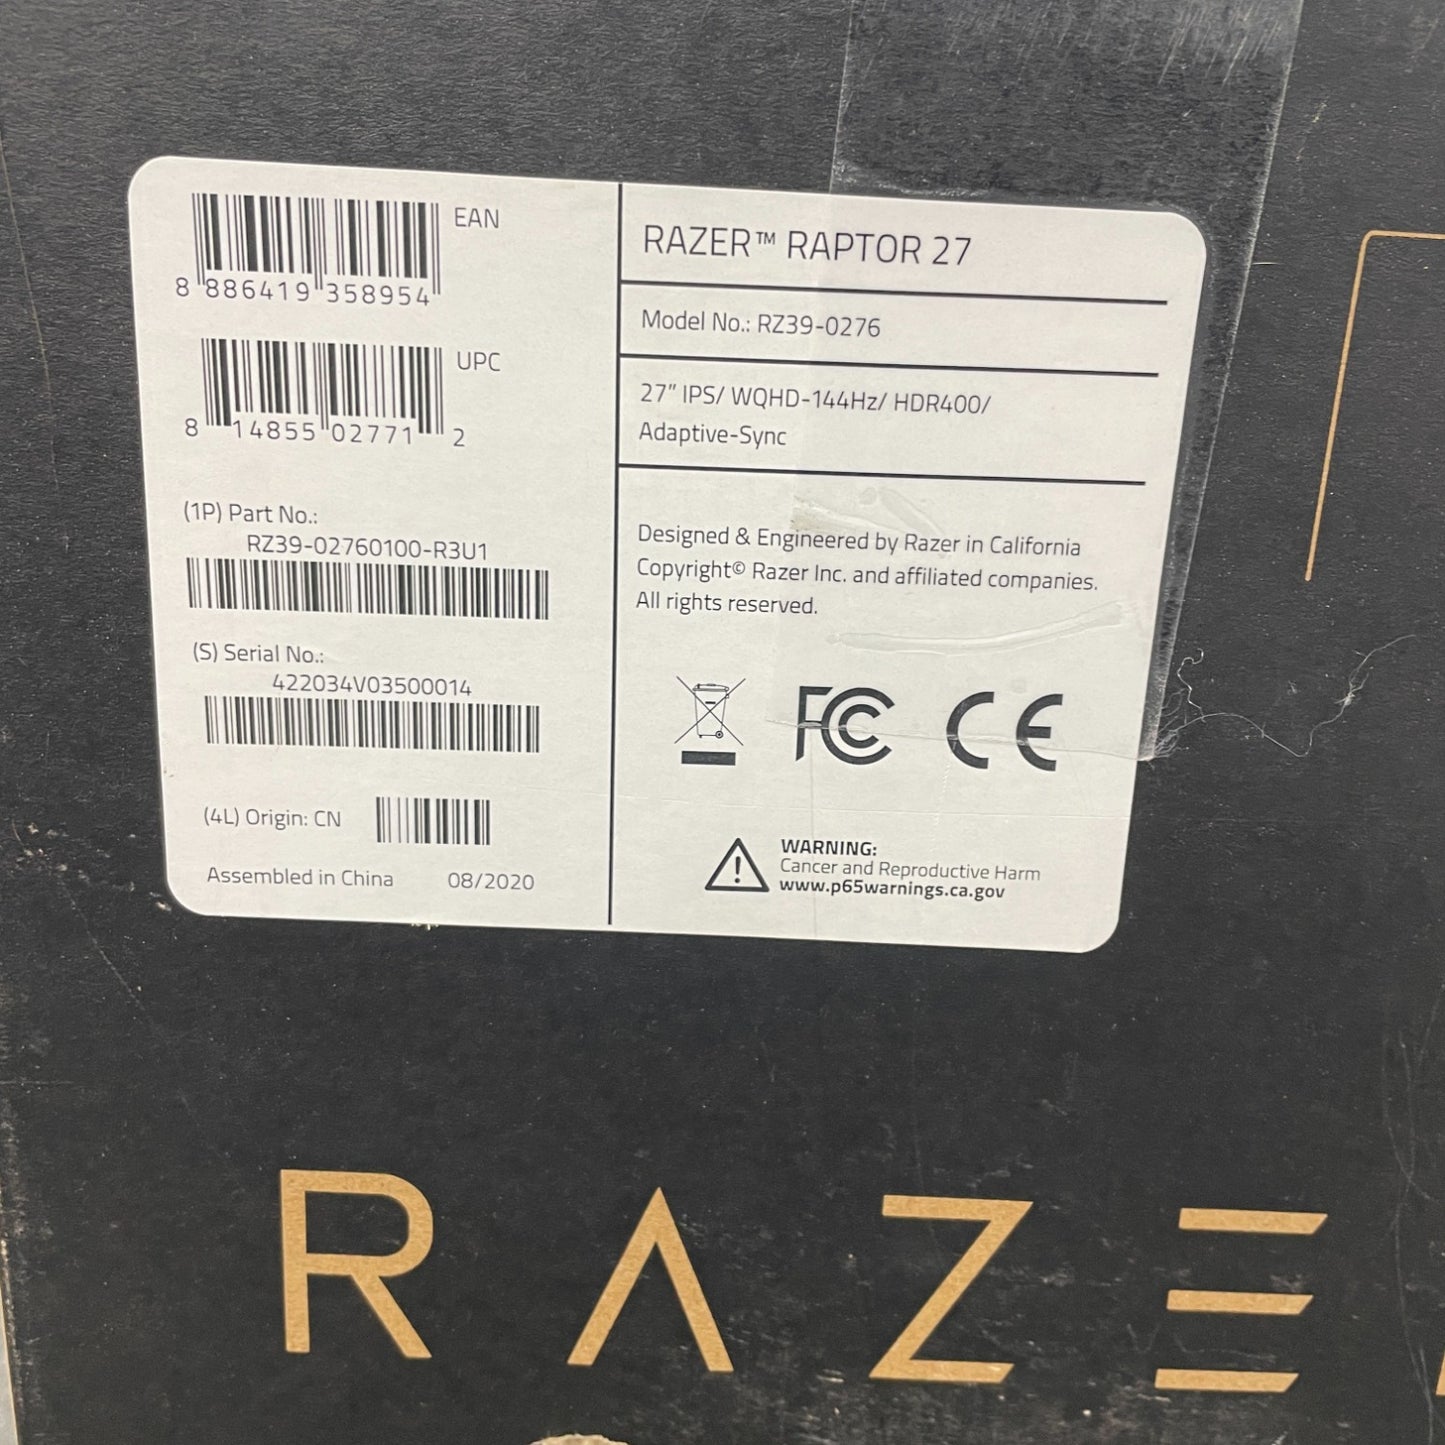 EAN
8 886419 358954
UPC
8 14855 02771 2
(1P) Part No.:
RZ39-02760100-R3U1
(S) Serial No.:
422034V03500014
(4L) Origin: CN
Assembled in China 08/2020
RAZER™ RAPTOR 27
Model No.: RZ39-0276
27" IPS/ WQHD-144Hz/ HDR400/
Adaptive-Sync
Designed & Engineered by Razer in California
Copyright© Razer Inc. and affiliated companies.
All rights reserved.
FC CE
WARNING:
Cancer and Reproductive Harm
www.p65warnings.ca.gov
RAZE